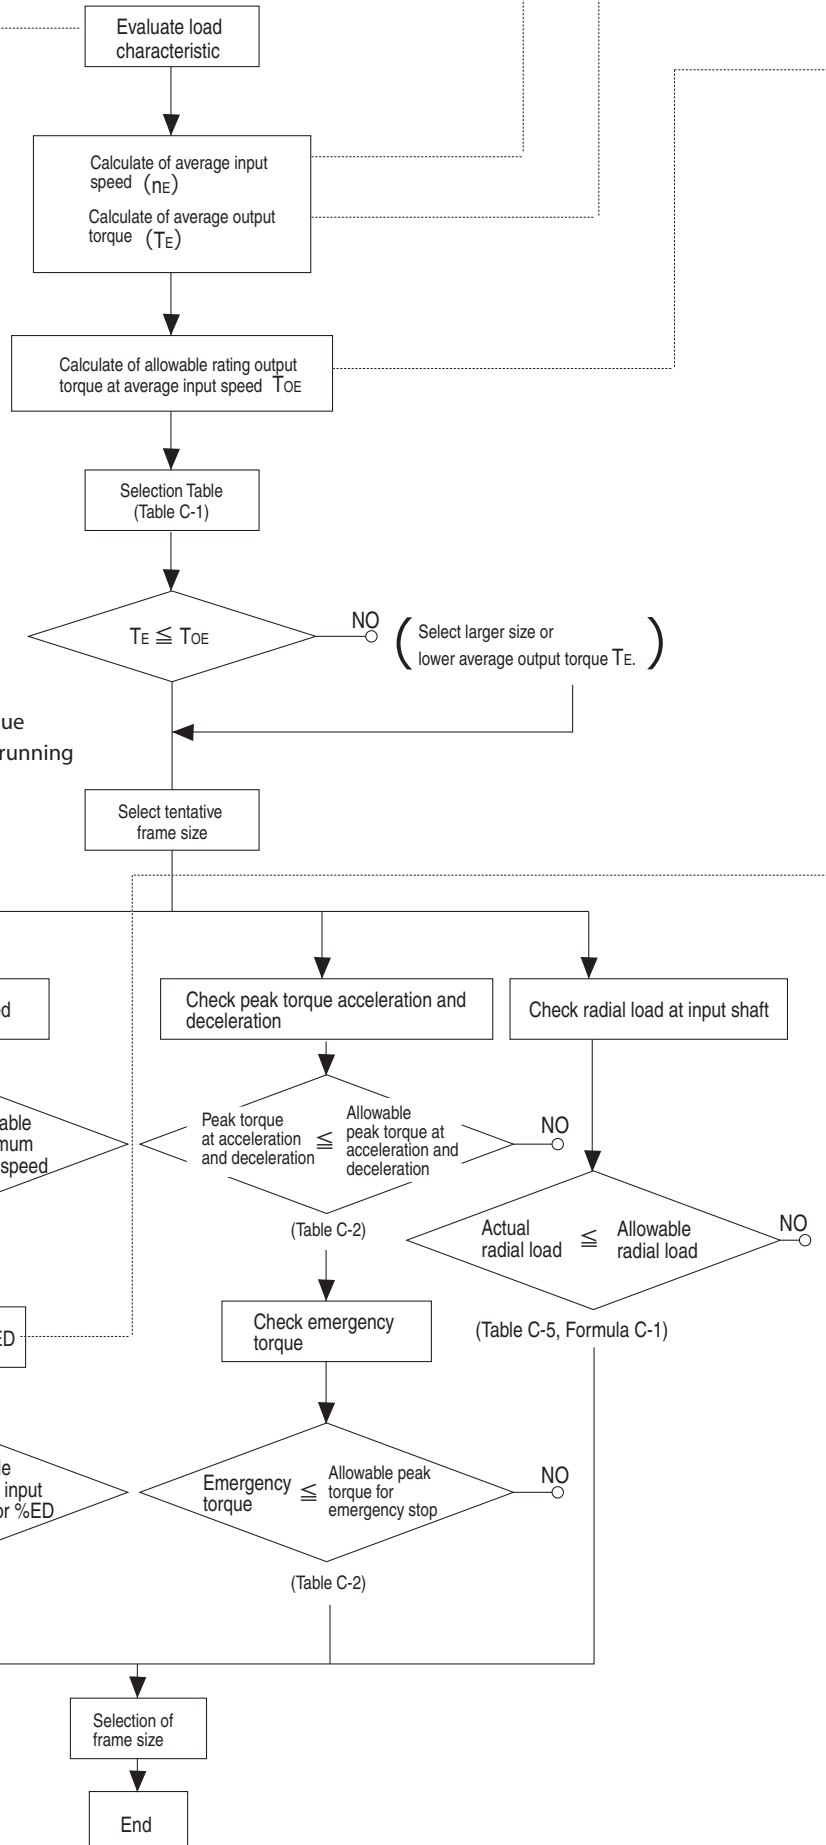 Evaluate load
characteristic
Calculate of average input
speed (nE)
Calculate of average output
torque (TE)
Calculate of allowable rating output
torque at average input speed TOE
Selection Table
(Table C-1)
TE ≦ TOE
NO
(Select larger size or
lower average output torque TE.)
ue
running
Select tentative
frame size
ed
Check peak torque acceleration and
deceleration
Check radial load at input shaft
able
mum
speed
Peak torque
at acceleration
and deceleration
≦
Allowable
peak torque at
acceleration and
deceleration
NO
(Table C-2)
Actual
radial load
≦
Allowable
radial load
NO
(Table C-5, Formula C-1)
ED
Check emergency
torque
le
input
or %ED
Emergency
torque
≦
Allowable peak
torque for
emergency stop
NO
(Table C-2)
Selection of
frame size
End